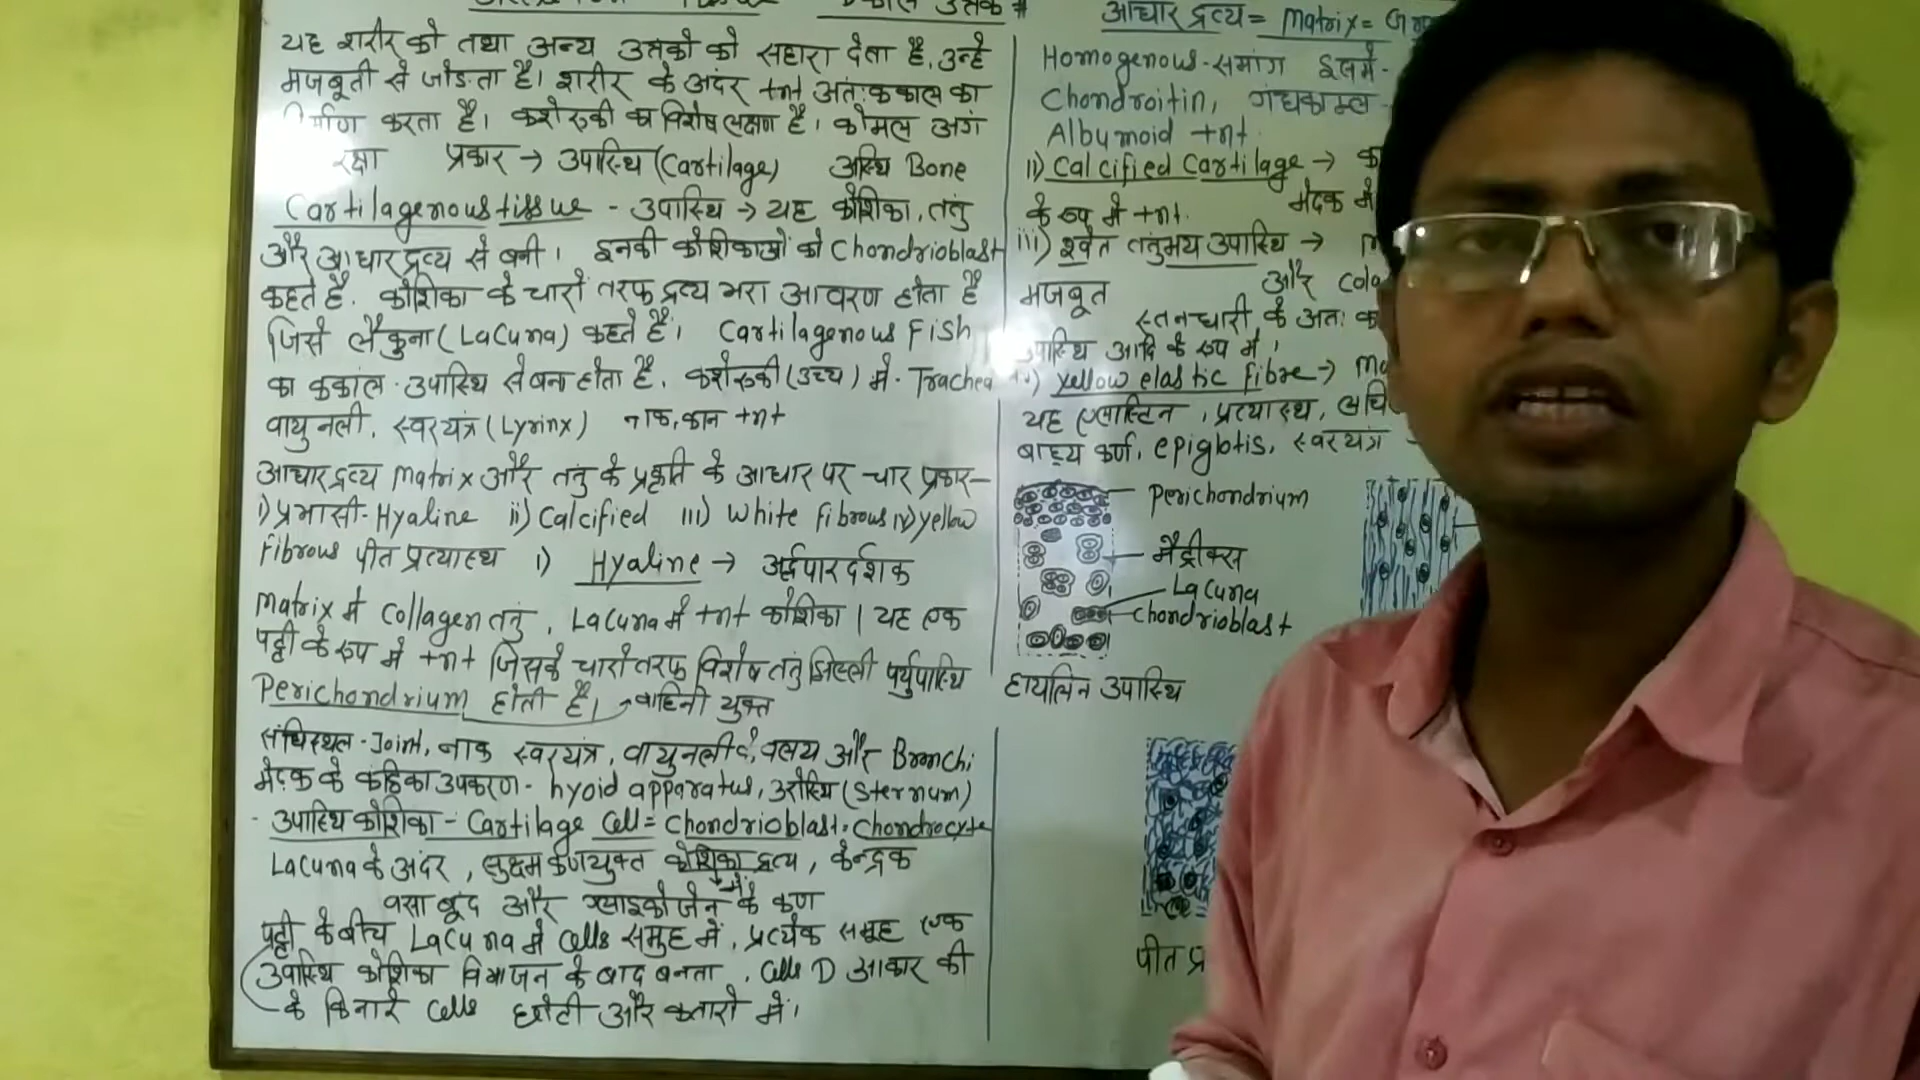 कंकाल ऊतक #
यह शरीर को तथा अन्य उत्तकों को सहारा देता है, उन्हे
मजबूती से जोड़ता है। शरीर के अंदर +nt अंतःककाल का
करता है। कशेरुकी का विशेष लक्षण है। कोमल अंग
रक्षा प्रकार → उपास्थि (Cartilage) अस्थि Bone
Cartilagenous tissue - उपास्थि → यह कोशिका, तंतु
और आधार द्रव्य से बनी। इनकी कोशिकाओं को Chondrioblast
कहते है. कोशिका के चारो तरफ द्रव्य भरा आवरण होता है
जिसे लैकुना (Lacuna) कहते है। Cartilagenous Fish
का ककाल - उपास्थि से बना होता है. कशेरुकी (उच्य) मे - Trachea
वायुनली, स्वरयंत्र (Lyrinx) नाक, कान +nt
आधार द्रव्य Matrix और तंतु के प्रकृति के आधार पर चार प्रकार-
i) प्रभासी - Hyaline ii) Calcified iii) White Fibrous iv) yellow
Fibrous पीत प्रत्यास्थ i) Hyaline → अर्द्धपारदर्शक
Matrix मे Collagen तंतु, Lacuna मे +nt कोशिका। यह एक
पट्टी के रूप मे +nt जिसके चारो तरफ विशेष तंतु झिल्ली पर्युपास्थि
Perichondrium होती है। → वाहिनी युक्त
संधिस्थल - Joint, नाक स्वरयंत्र, वायुनली के, वलय और Bronchi
मेढ़क के कंठिका उपकरण - hyoid apparatus, उरोस्थि (Sternum)
- उपास्थि कोशिका - Cartilage Cell = Chondrioblast = Chondrocyte
Lacuna के अंदर, सुक्ष्म कणयुक्त कोशिका द्रव्य, केन्द्रक
में
वसा बूंद और ग्लाइकोजेन के कण
पट्टी के बीच Lacuna मे Cells समुह में, प्रत्येक समूह एक
उपास्थि कोशिका विभाजन के बाद बनता, Cells D आकार की
के किनारे Cells छोटी और कतारो मे।
आधार द्रव्य = Matrix =
Homogenous - समांग इसमे -
Chondroitin, गंधकाम्ल
Albumoid +nt.
ii) Calcified Cartilage →
मेढक मे
के रूप मे +nt.
iii) श्वेत तंतुमय उपास्थि → M
और
मजबूत
स्तनधारी के अंतः
उपास्थि आदि के रूप मे।
iv) yellow elastic fibre →
यह एलास्टिन, प्रत्यास्थ,
बाह्य कर्ण, epiglotis, स्वरयंत्र
Perichondrium
मैट्रीक्स
Lacuna
Chondrioblast
हायलिन उपास्थि
पीत